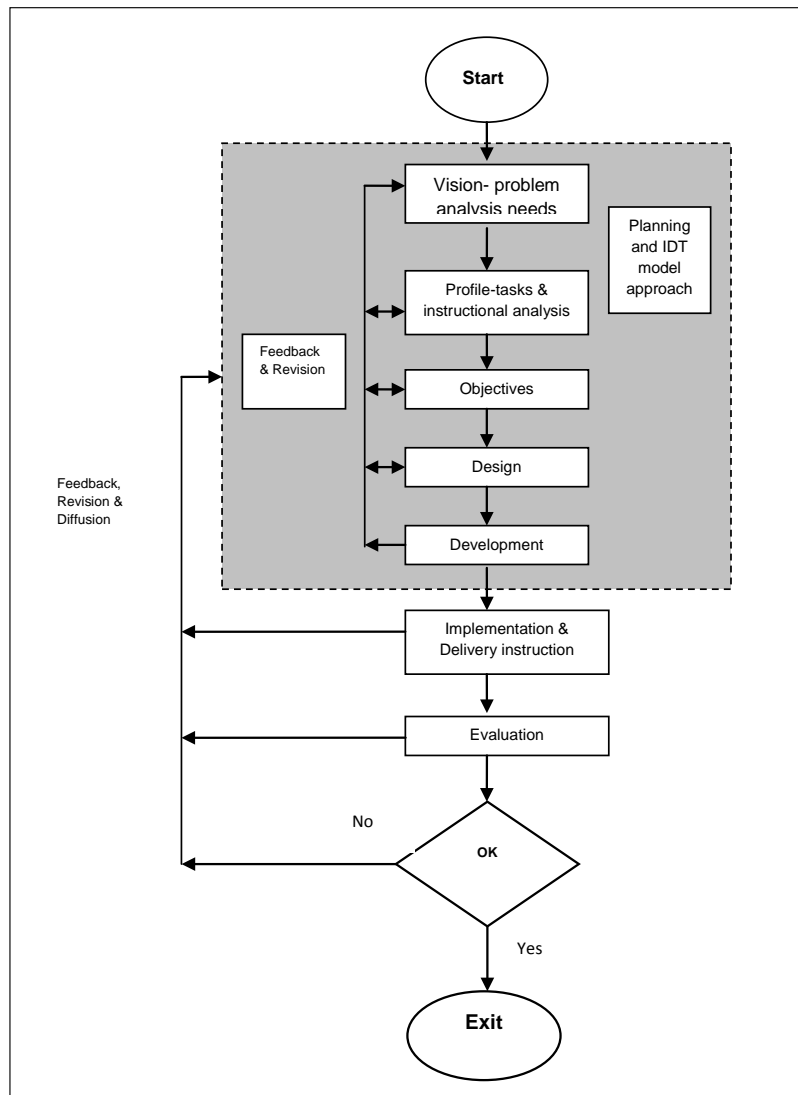 Start
Vision- problem
analysis needs
Planning
and IDT
model
approach
Profile-tasks &
instructional analysis
Feedback
& Revision
Objectives
Design
Feedback,
Revision &
Diffusion
Development
Implementation &
Delivery instruction
Evaluation
No
OK
Yes
Exit